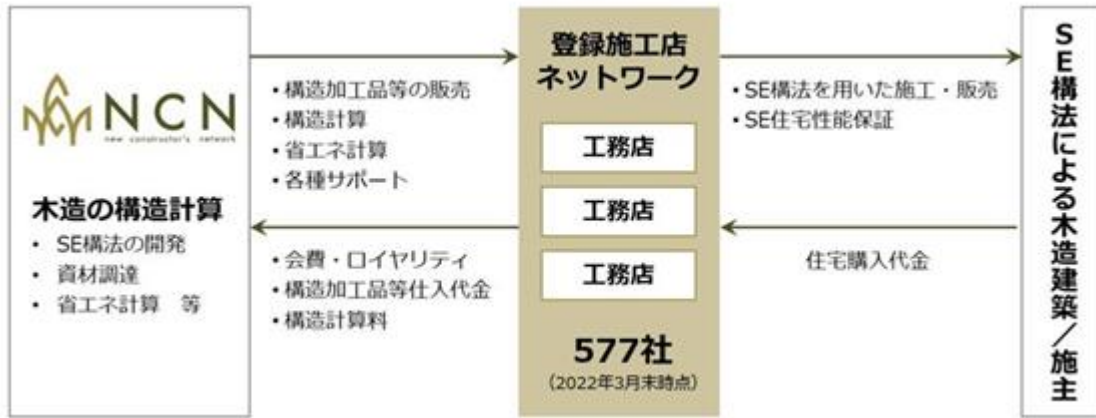 NCN
new constructor's network
木造の構造計算
• SE構法の開発
• 資材調達
• 省エネ計算 等
• 構造加工品等の販売
• 構造計算
• 省エネ計算
• 各種サポート
• 会費・ロイヤリティ
• 構造加工品等仕入代金
• 構造計算料
登録施工店
ネットワーク
工務店
工務店
工務店
577社
（2022年3月末時点）
• SE構法を用いた施工・販売
• SE住宅性能保証
住宅購入代金
SE構法による木造建築／施主